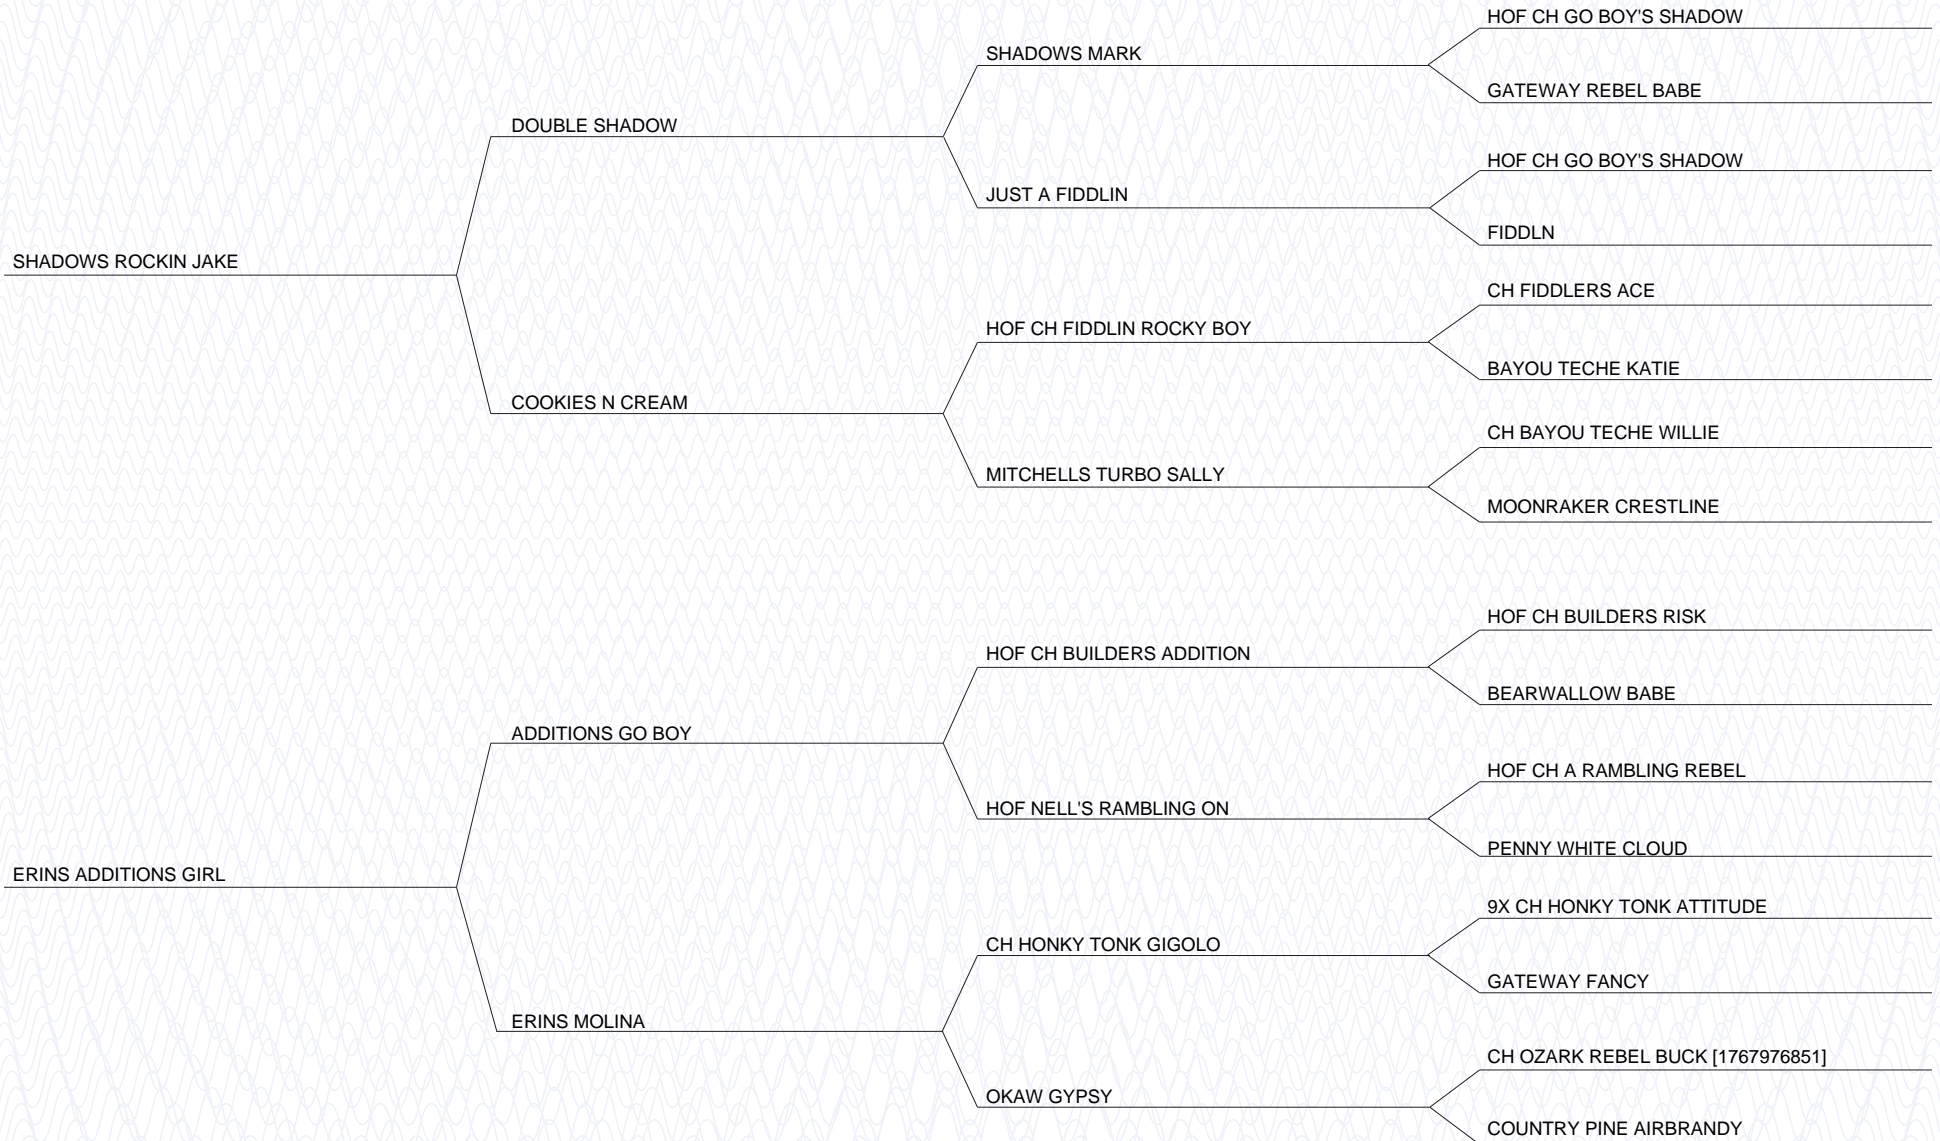 HOF CH GO BOY'S SHADOW
SHADOWS MARK
GATEWAY REBEL BABE
DOUBLE SHADOW
HOF CH GO BOY'S SHADOW
JUST A FIDDLIN
FIDDLN
SHADOWS ROCKIN JAKE
CH FIDDLERS ACE
HOF CH FIDDLIN ROCKY BOY
BAYOU TECHE KATIE
COOKIES N CREAM
CH BAYOU TECHE WILLIE
MITCHELLS TURBO SALLY
MOONRAKER CRESTLINE
HOF CH BUILDERS RISK
HOF CH BUILDERS ADDITION
BEARWALLOW BABE
ADDITIONS GO BOY
HOF CH A RAMBLING REBEL
HOF NELL'S RAMBLING ON
PENNY WHITE CLOUD
ERINS ADDITIONS GIRL
9X CH HONKY TONK ATTITUDE
CH HONKY TONK GIGOLO
GATEWAY FANCY
ERINS MOLINA
CH OZARK REBEL BUCK [1767976851]
OKAW GYPSY
COUNTRY PINE AIRBRANDY